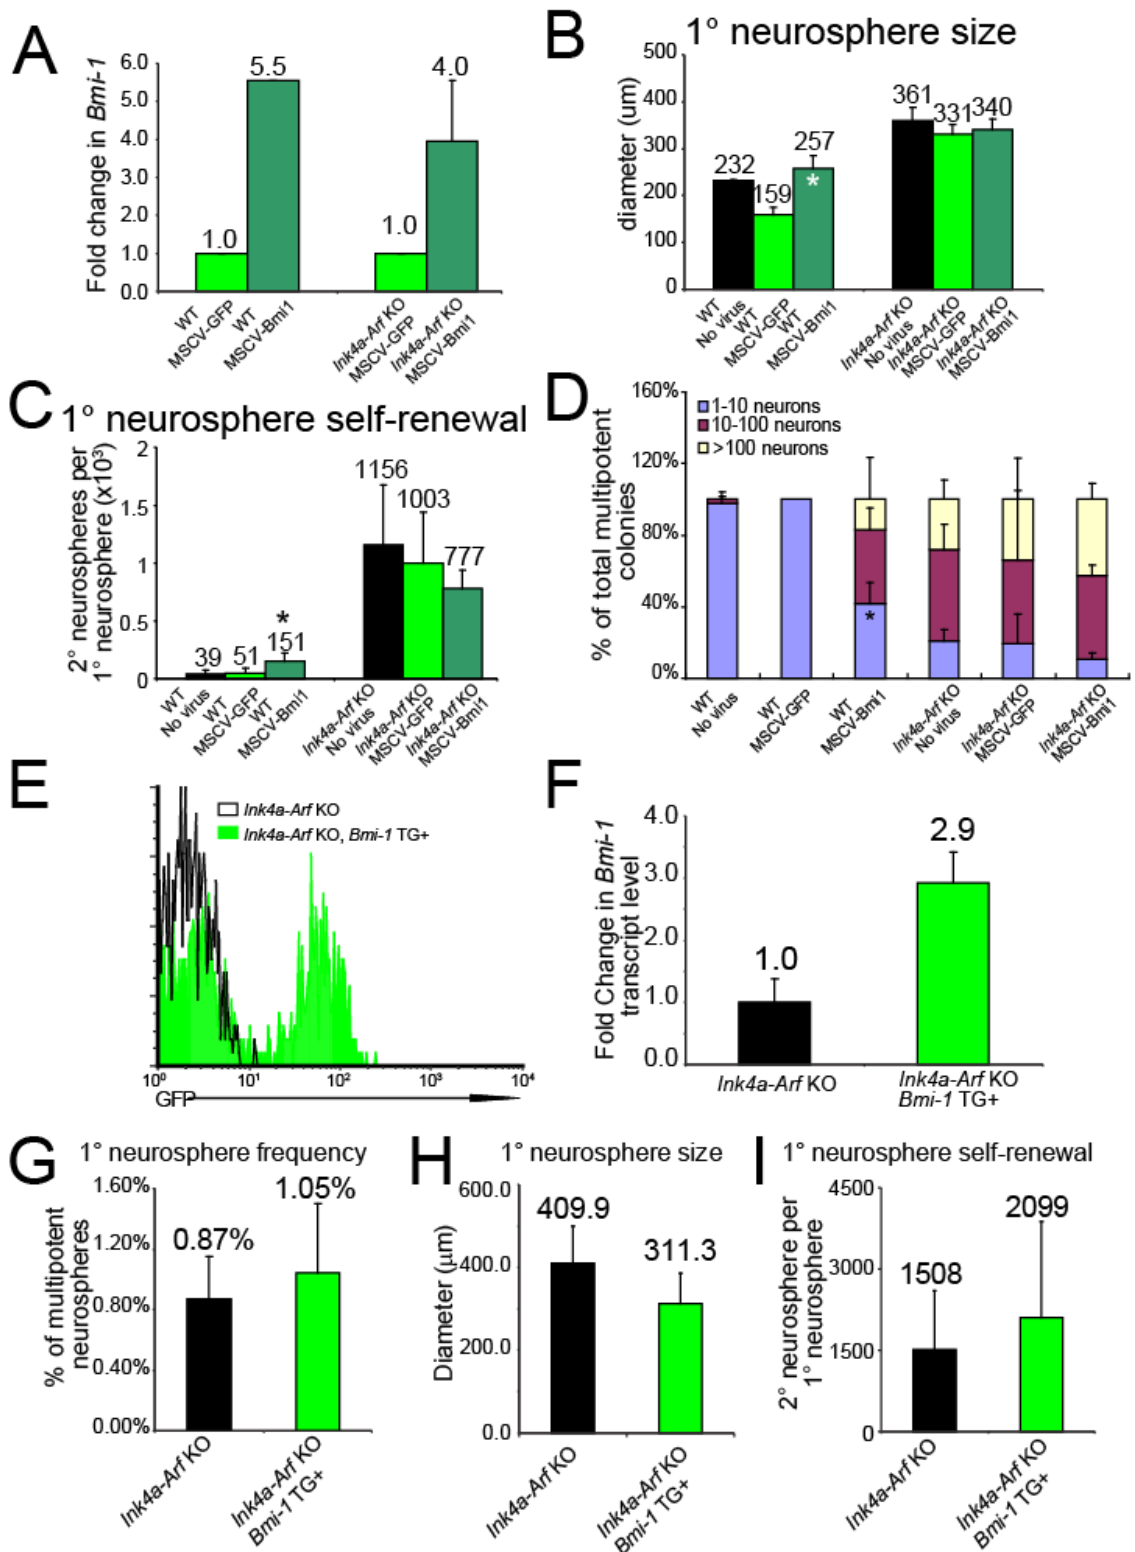 A
Fold change in Bmi-1
6.0
5.0
4.0
3.0
2.0
1.0
0.0
1.0
5.5
1.0
4.0
WT
MSCV-GFP
WT
MSCV-Bmi1
Ink4a-Arf KO
MSCV-GFP
Ink4a-Arf KO
MSCV-Bmi1
B
1° neurosphere size
diameter (um)
500
400
300
200
100
0
232
159
257
*
361
331
340
WT
No virus
WT
MSCV-GFP
WT
MSCV-Bmi1
Ink4a-Arf KO
No virus
Ink4a-Arf KO
MSCV-GFP
Ink4a-Arf KO
MSCV-Bmi1
C
1° neurosphere self-renewal
2° neurospheres per
1° neurosphere (x10³)
2
1.5
1
0.5
0
39
51
*
151
1156
1003
777
WT
No virus
WT
MSCV-GFP
WT
MSCV-Bmi1
Ink4a-Arf KO
No virus
Ink4a-Arf KO
MSCV-GFP
Ink4a-Arf KO
MSCV-Bmi1
D
% of total multipotent
colonies
160%
120%
80%
40%
0%
1-10 neurons
10-100 neurons
>100 neurons
*
WT
No virus
WT
MSCV-GFP
WT
MSCV-Bmi1
Ink4a-Arf KO
No virus
Ink4a-Arf KO
MSCV-GFP
Ink4a-Arf KO
MSCV-Bmi1
E
Ink4a-Arf KO
Ink4a-Arf KO, Bmi-1 TG+
10⁰
10¹
10²
10³
10⁴
GFP
F
Fold Change in Bmi-1
transcript level
4.0
3.0
2.0
1.0
0.0
1.0
2.9
Ink4a-Arf KO
Ink4a-Arf KO
Bmi-1 TG+
G
1° neurosphere frequency
% of multipotent
neurospheres
1.60%
1.20%
0.80%
0.40%
0.00%
0.87%
1.05%
Ink4a-Arf KO
Ink4a-Arf KO
Bmi-1 TG+
H
1° neurosphere size
Diameter (µm)
600.0
400.0
200.0
0.0
409.9
311.3
Ink4a-Arf KO
Ink4a-Arf KO
Bmi-1 TG+
I
1° neurosphere self-renewal
2° neurosphere per
1° neurosphere
4500
3000
1500
0
1508
2099
Ink4a-Arf KO
Ink4a-Arf KO
Bmi-1 TG+